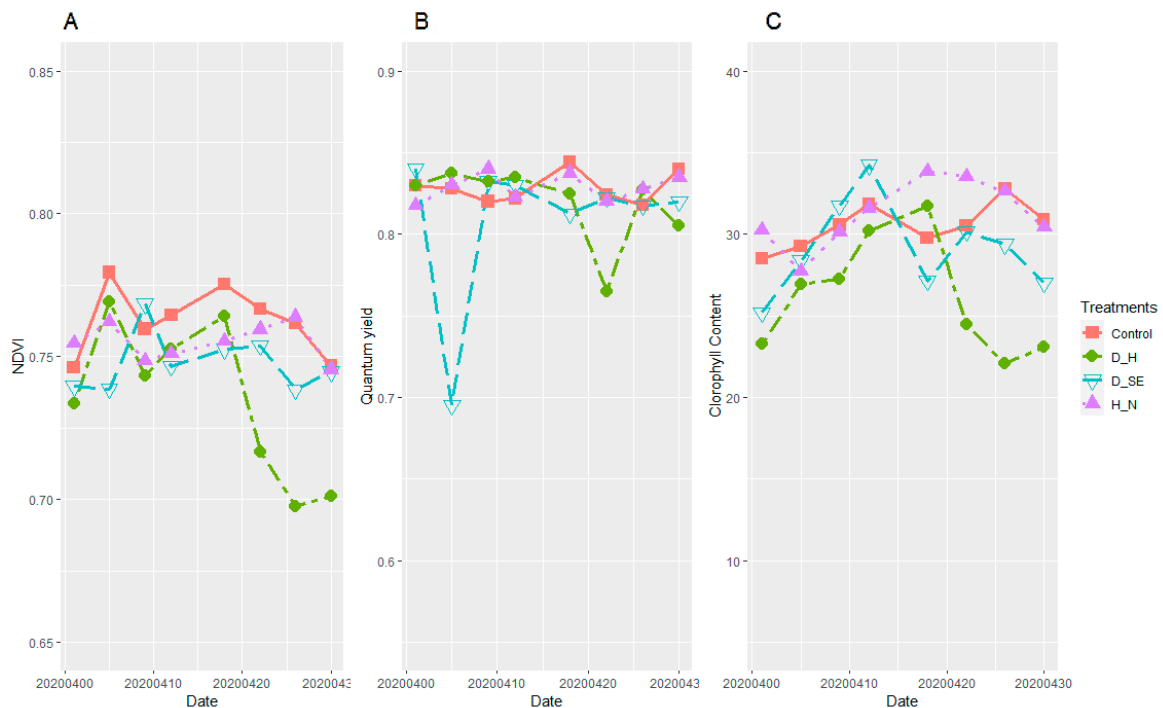 A
B
C
0.85
0.80
0.75
0.70
0.65
NDVI
20200400
20200410
20200420
2020043
Date
0.9
0.8
0.7
0.6
Quantum yield
20200400
20200410
20200420
2020043
Date
40
30
20
10
Clorophyll Content
20200400
20200410
20200420
20200430
Date
Treatments
Control
D_H
D_SE
H_N